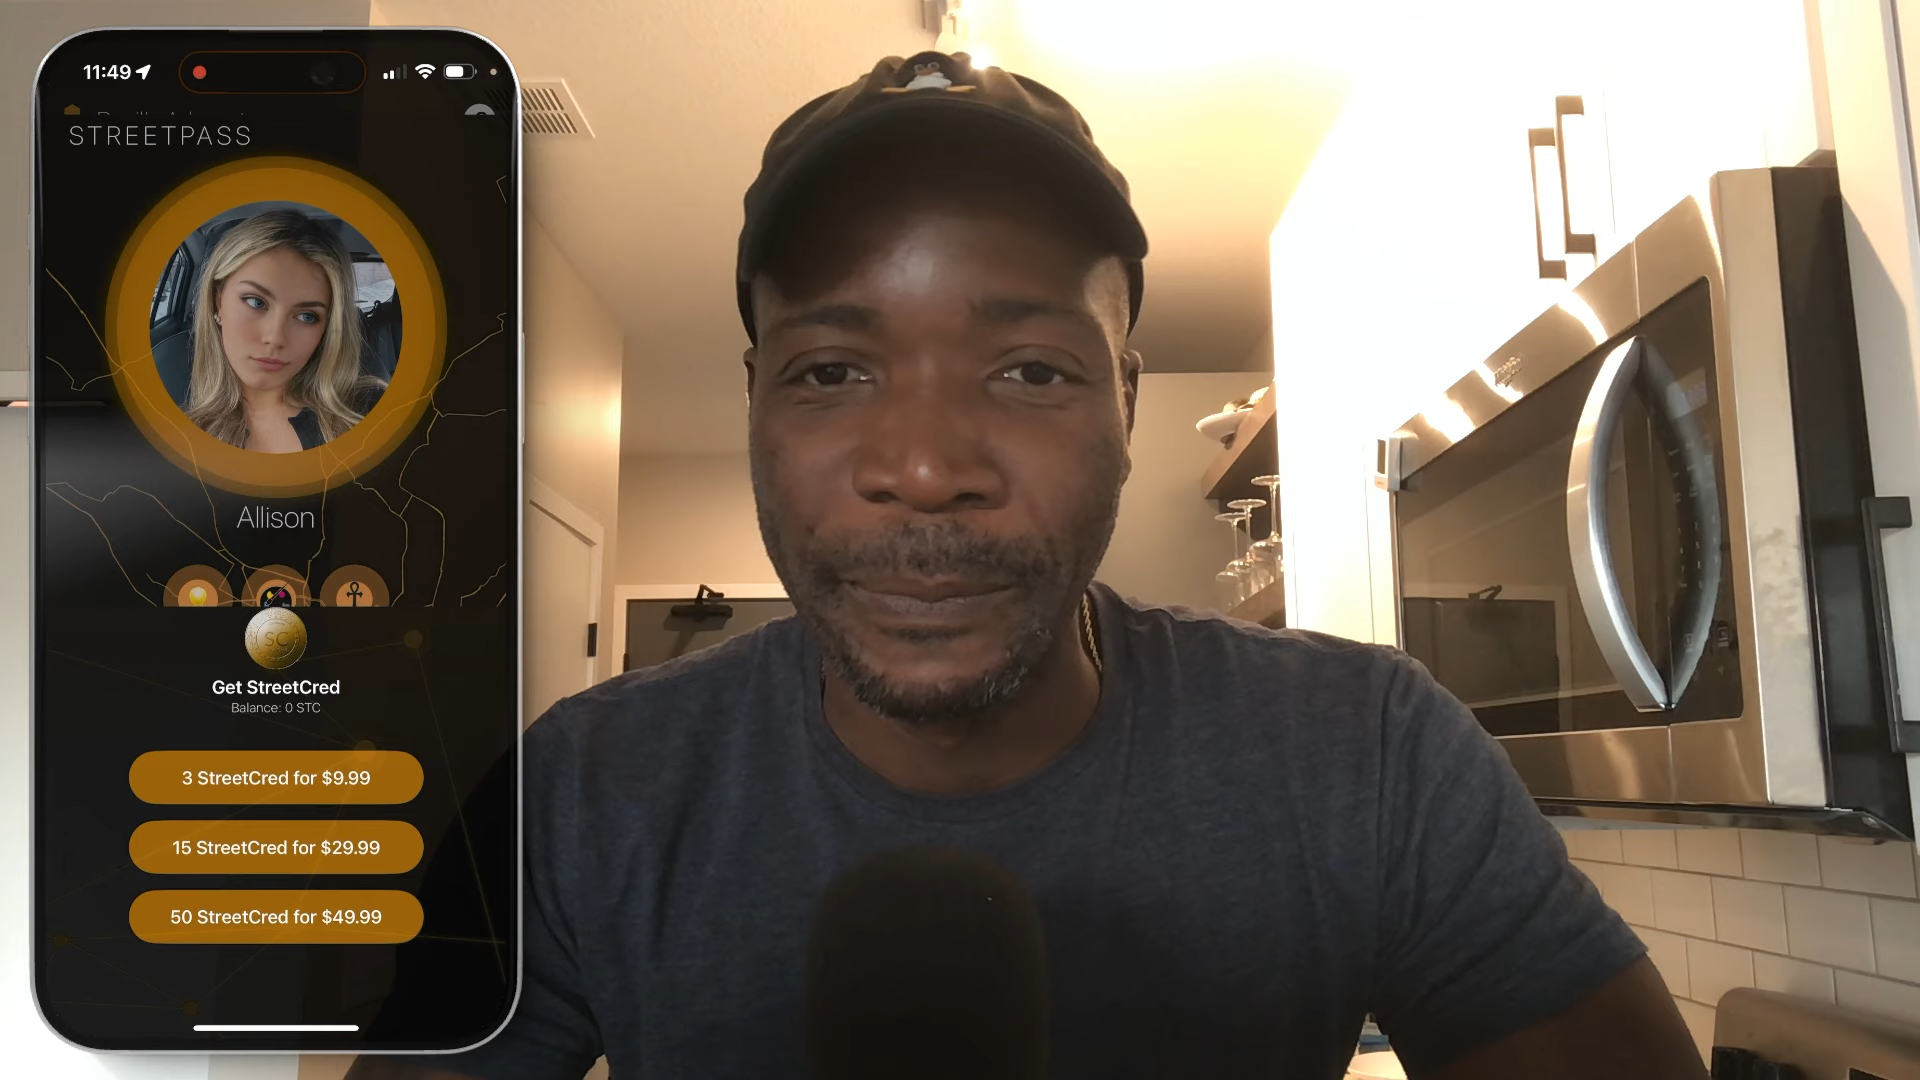 11:49
STREETPASS
Allison
SC
Get StreetCred
Balance: 0 STC
3 StreetCred for $9.99
15 StreetCred for $29.99
50 StreetCred for $49.99